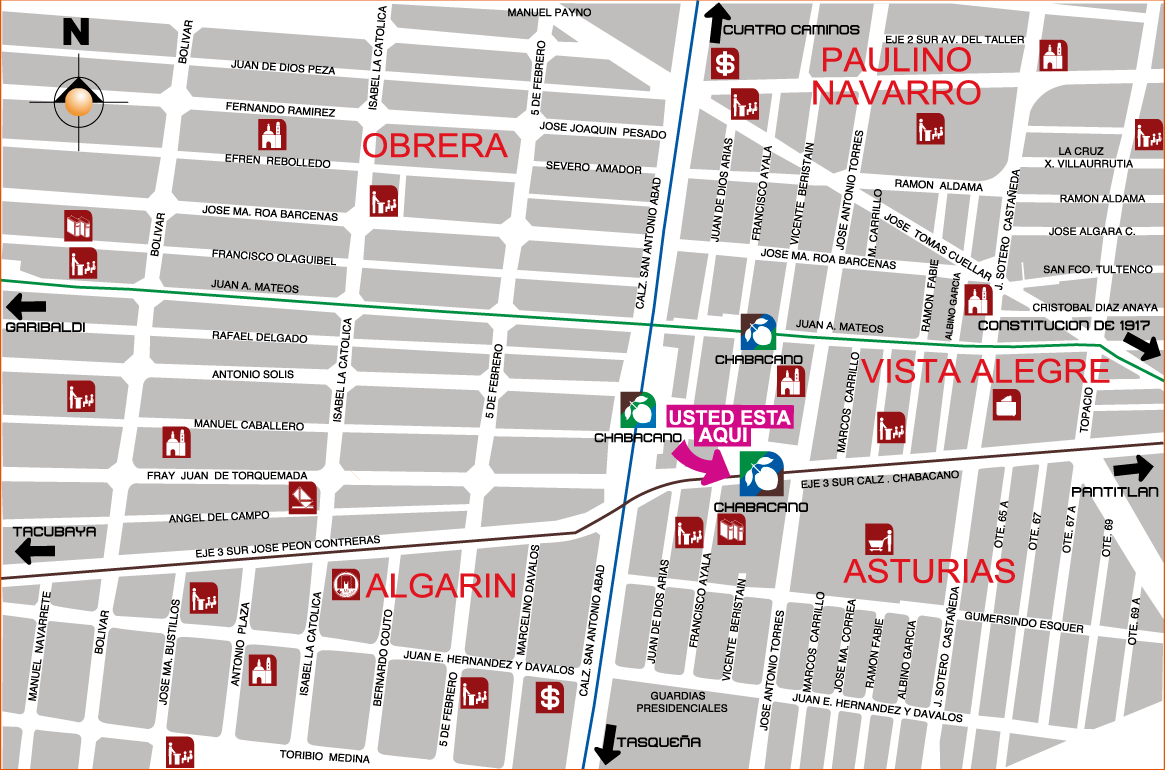 N
BOLIVAR
ISABEL LA CATOLICA
MANUEL PAYNO
5 DE FEBRERO
CUATRO CAMINOS
EJE 2 SUR AV. DEL TALLER
PAULINO
NAVARRO
JUAN DE DIOS PEZA
FERNANDO RAMIREZ
OBRERA
JOSE JOAQUIN PESADO
EFREN REBOLLEDO
SEVERO AMADOR
LA CRUZ
X. VILLAURRUTIA
JUAN DE DIOS ARIAS
FRANCISCO AYALA
VICENTE BERISTAIN
JOSE ANTONIO TORRES
M. CARRILLO
RAMON ALDAMA
J. SOTERO CASTAÑEDA
RAMON ALDAMA
JOSE MA. ROA BARCENAS
BOLIVAR
CALZ. SAN ANTONIO ABAD
JOSE TOMAS CUELLAR
JOSE ALGARA C.
FRANCISCO OLAGUIBEL
JOSE MA. ROA BARCENAS
SAN FCO. TULTENCO
JUAN A. MATEOS
RAMON FABIE
ALBINO GARCIA
CRISTOBAL DIAZ ANAYA
GARIBALDI
JUAN A. MATEOS
CONSTITUCION DE 1917
RAFAEL DELGADO
ISABEL LA CATOLICA
5 DE FEBRERO
CHABACANO
ANTONIO SOLIS
MARCOS CARRILLO
VISTA ALEGRE
TOPACIO
MANUEL CABALLERO
CHABACANO
USTED ESTA
AQUI
FRAY JUAN DE TORQUEMADA
EJE 3 SUR CALZ . CHABACANO
PANTITLAN
CHABACANO
ANGEL DEL CAMPO
TACUBAYA
OTE. 65 A
OTE. 67
OTE. 67 A
OTE. 69
EJE 3 SUR JOSE PEON CONTRERAS
ALGARIN
ASTURIAS
MANUEL NAVARRETE
BOLIVAR
JOSE MA. BUSTILLOS
ANTONIO PLAZA
ISABEL LA CATOLICA
BERNARDO COUTO
5 DE FEBRERO
MARCELINO DAVALOS
CALZ. SAN ANTONIO ABAD
JUAN DE DIOS ARIAS
FRANCISCO AYALA
VICENTE BERISTAIN
JOSE ANTONIO TORRES
MARCOS CARRILLO
JOSE MA. CORREA
RAMON FABIE
ALBINO GARCIA
J. SOTERO CASTAÑEDA
GUMERSINDO ESQUER
OTE. 69 A
JUAN E. HERNANDEZ Y DAVALOS
GUARDIAS
PRESIDENCIALES
JUAN E. HERNANDEZ Y DAVALOS
TASQUEÑA
TORIBIO MEDINA